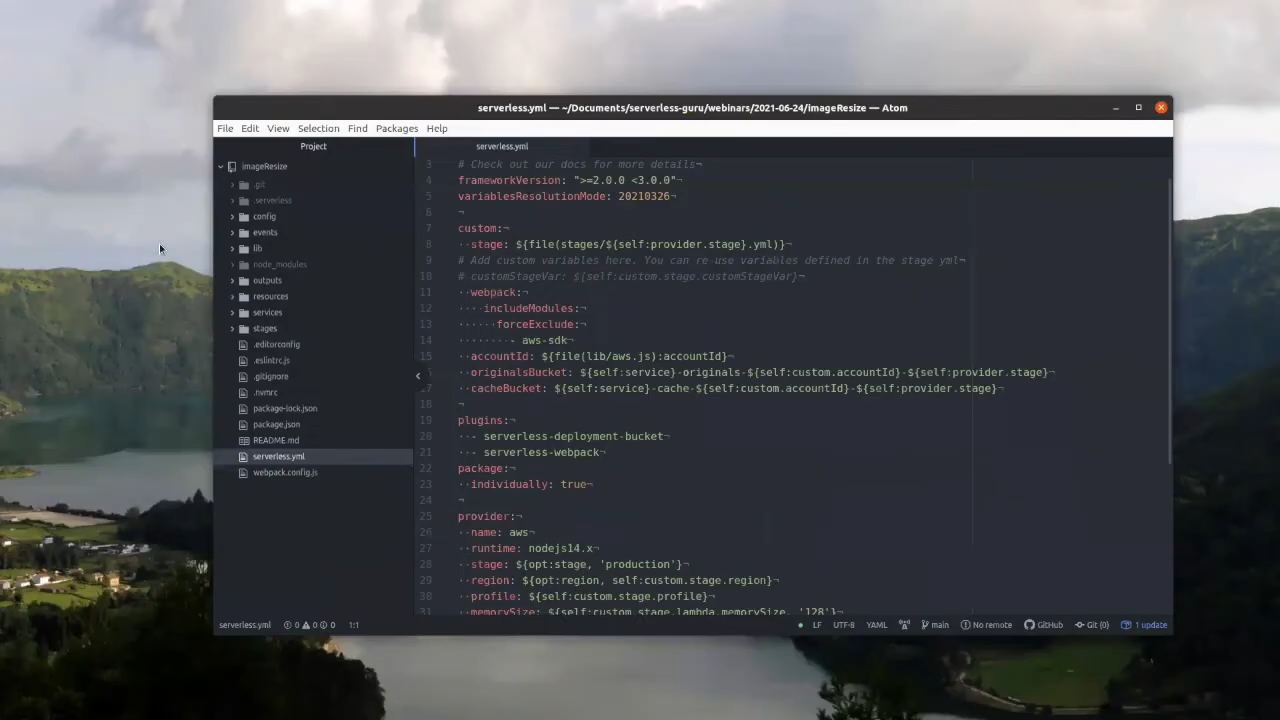 serverless.yml — ~/Documents/serverless-guru/webinars/2021-06-24/imageResize — Atom
File Edit View Selection Find Packages Help
Project
serverless.yml
imageResize
.git
.serverless
config
events
lib
node_modules
outputs
resources
services
stages
.editorconfig
.eslintrc.js
.gitignore
.nvmrc
package-lock.json
package.json
README.md
serverless.yml
webpack.config.js
3 # Check out our docs for more details¬
4 frameworkVersion: ">=2.0.0 <3.0.0"¬
5 variablesResolutionMode: 20210326¬
6 ¬
7 custom:¬
8 ··stage: ${file(stages/${self:provider.stage}.yml)}¬
9 # Add custom variables here. You can re-use variables defined in the stage yml¬
10 # customStageVar: ${self:custom.stage.customStageVar}¬
11 ··webpack:¬
12 ····includeModules:¬
13 ······forceExclude:¬
14 ········- aws-sdk¬
15 ··accountId: ${file(lib/aws.js):accountId}¬
··originalsBucket: ${self:service}-originals-${self:custom.accountId}-${self:provider.stage}¬
7 ··cacheBucket: ${self:service}-cache-${self:custom.accountId}-${self:provider.stage}¬
18 ¬
19 plugins:¬
20 ··- serverless-deployment-bucket¬
21 ··- serverless-webpack¬
22 package:¬
23 ··individually: true¬
24 ¬
25 provider:¬
26 ··name: aws¬
27 ··runtime: nodejs14.x¬
28 ··stage: ${opt:stage, 'production'}¬
29 ··region: ${opt:region, self:custom.stage.region}¬
30 ··profile: ${self:custom.stage.profile}¬
31 ··memorySize: ${self:custom.stage.lambda.memorySize, '128'}¬
serverless.yml 0 0 0 1:1 LF UTF-8 YAML main No remote GitHub Git (0) 1 update